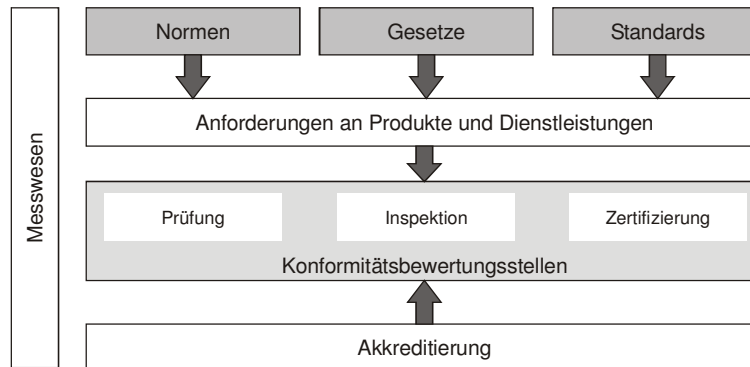 Messwesen
Normen
Gesetze
Standards
Anforderungen an Produkte und Dienstleistungen
Prüfung
Inspektion
Zertifizierung
Konformitätsbewertungsstellen
Akkreditierung